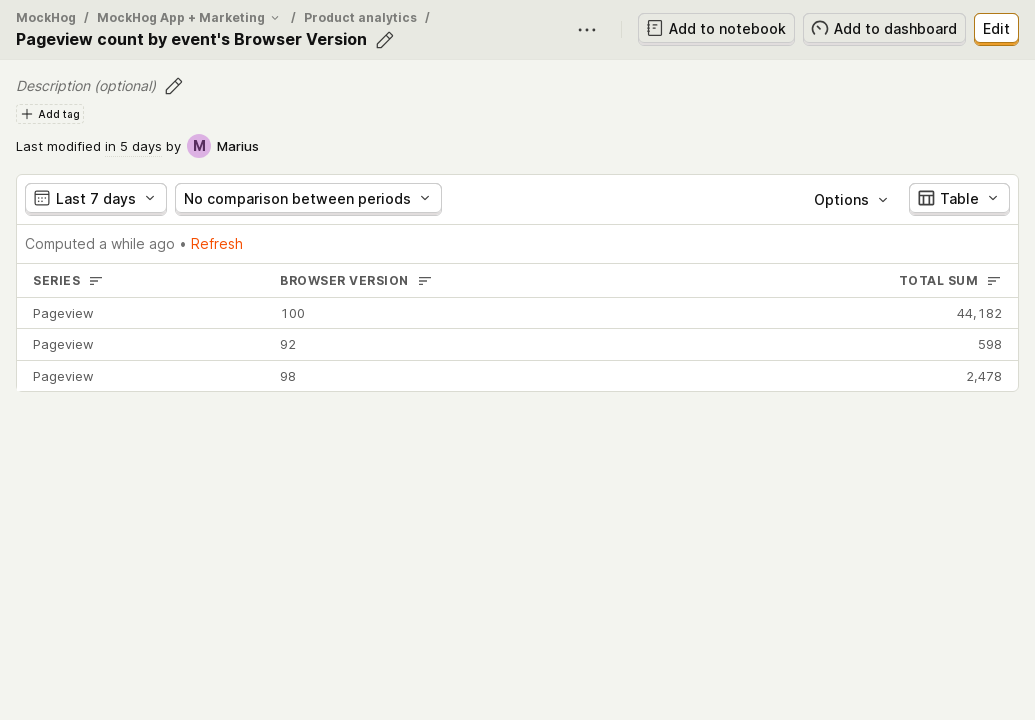 MockHog / MockHog App + Marketing / Product analytics /
Pageview count by event's Browser Version
Add to notebook
Add to dashboard
Edit
Description (optional)
Add tag
Last modified in 5 days by M Marius
Last 7 days
No comparison between periods
Options
Table
Computed a while ago • Refresh
SERIES BROWSER VERSION TOTAL SUM
Pageview 100 44,182
Pageview 92 598
Pageview 98 2,478